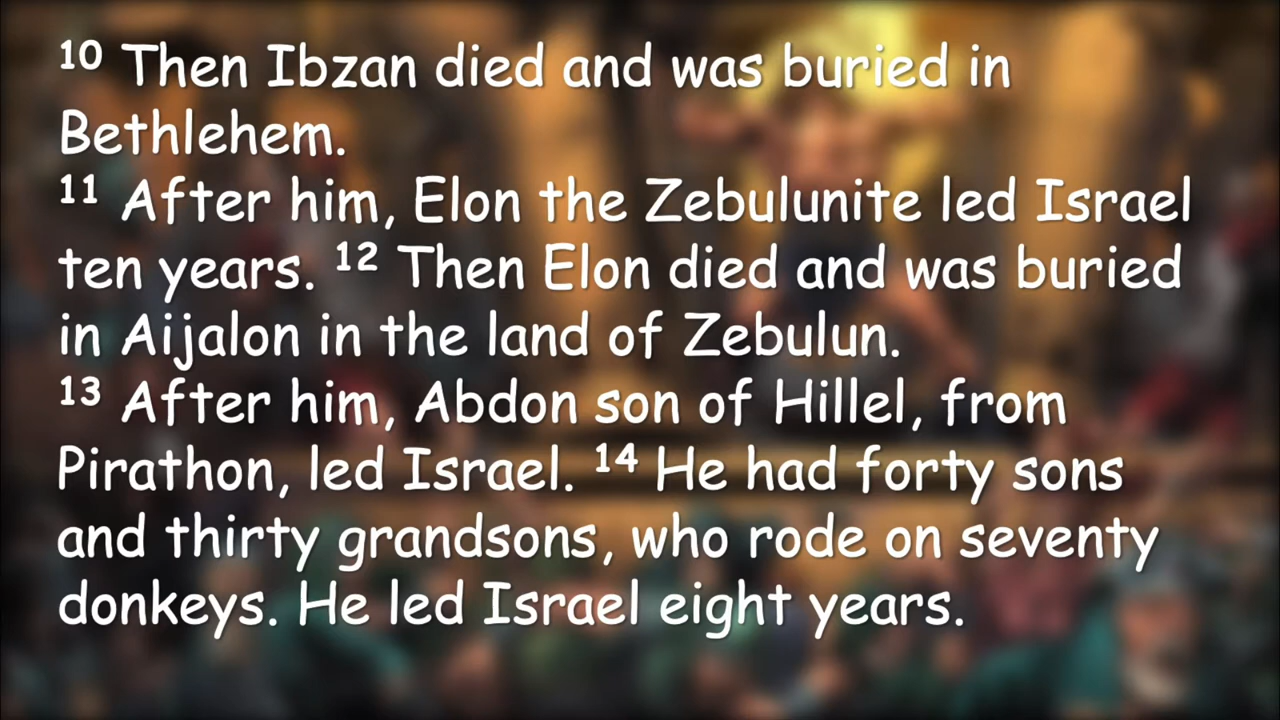 10 Then Ibzan died and was buried in
Bethlehem.
11 After him, Elon the Zebulunite led Israel
ten years. 12 Then Elon died and was buried
in Aijalon in the land of Zebulun.
13 After him, Abdon son of Hillel, from
Pirathon, led Israel. 14 He had forty sons
and thirty grandsons, who rode on seventy
donkeys. He led Israel eight years.